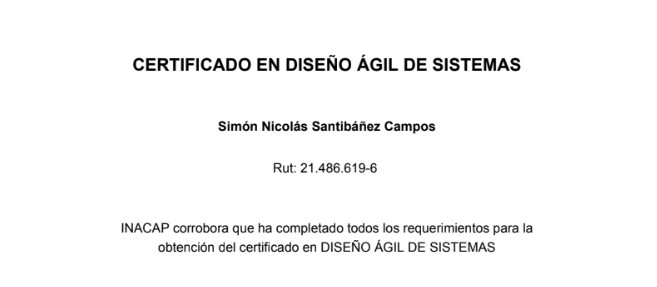 CERTIFICADO EN DISEÑO ÁGIL DE SISTEMAS
Simón Nicolás Santibáñez Campos
Rut: 21.486.619-6
INACAP corrobora que ha completado todos los requerimientos para la
obtención del certificado en DISEÑO ÁGIL DE SISTEMAS